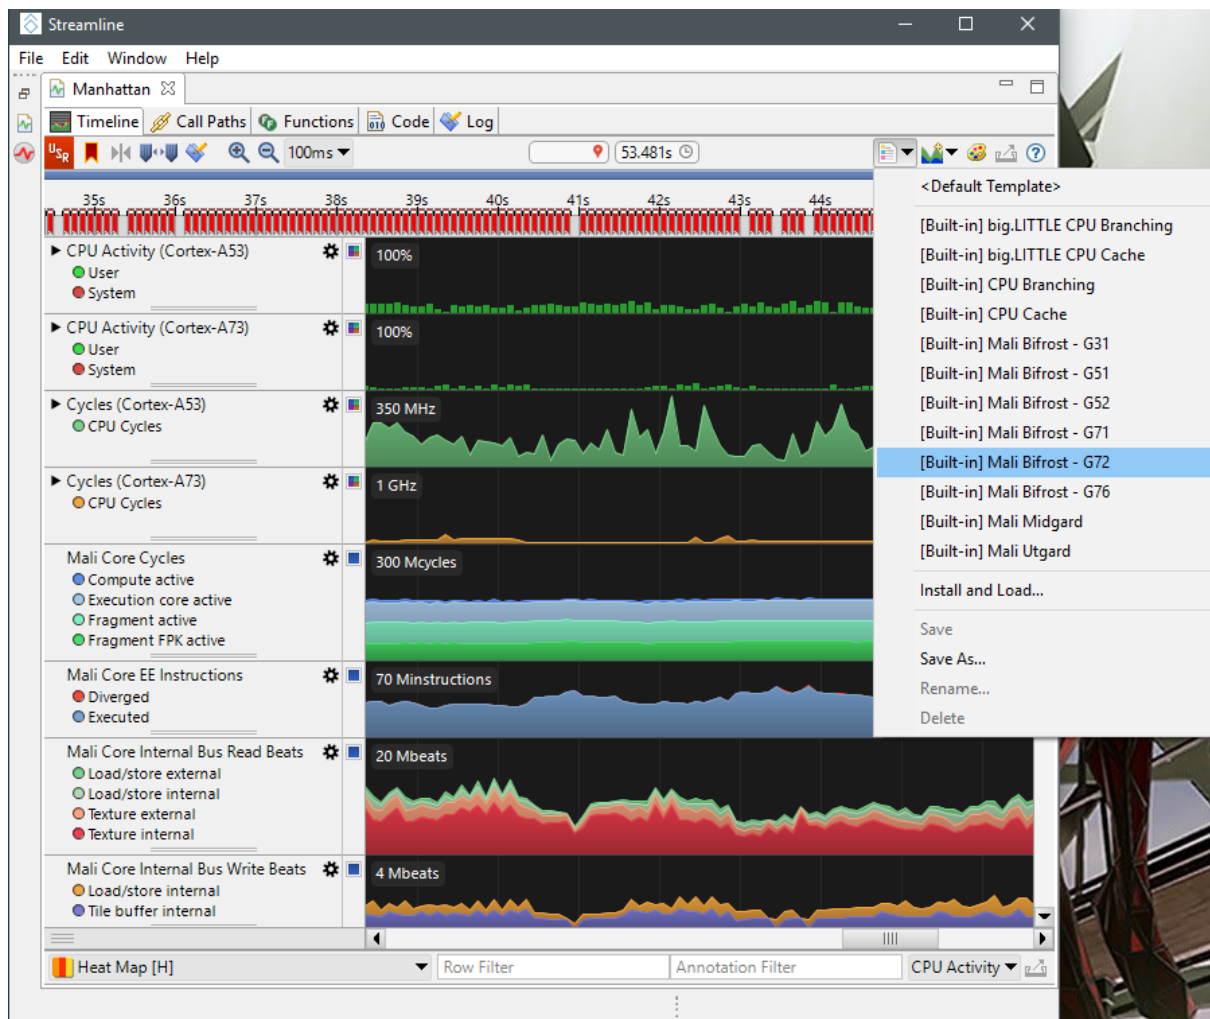 Streamline
File Edit Window Help
Manhattan
Timeline Call Paths Functions Code Log
USR 100ms 53.481s
35s 36s 37s 38s 39s 40s 41s 42s 43s 44s
CPU Activity (Cortex-A53)
User
System
100%
CPU Activity (Cortex-A73)
User
System
100%
Cycles (Cortex-A53)
CPU Cycles
350 MHz
Cycles (Cortex-A73)
CPU Cycles
1 GHz
Mali Core Cycles
Compute active
Execution core active
Fragment active
Fragment FPK active
300 Mcycles
Mali Core EE Instructions
Diverged
Executed
70 Minstructions
Mali Core Internal Bus Read Beats
Load/store external
Load/store internal
Texture external
Texture internal
20 Mbeats
Mali Core Internal Bus Write Beats
Load/store internal
Tile buffer internal
4 Mbeats
<Default Template>
[Built-in] big.LITTLE CPU Branching
[Built-in] big.LITTLE CPU Cache
[Built-in] CPU Branching
[Built-in] CPU Cache
[Built-in] Mali Bifrost - G31
[Built-in] Mali Bifrost - G51
[Built-in] Mali Bifrost - G52
[Built-in] Mali Bifrost - G71
[Built-in] Mali Bifrost - G72
[Built-in] Mali Bifrost - G76
[Built-in] Mali Midgard
[Built-in] Mali Utgard
Install and Load...
Save
Save As...
Rename...
Delete
Heat Map [H] Row Filter Annotation Filter CPU Activity